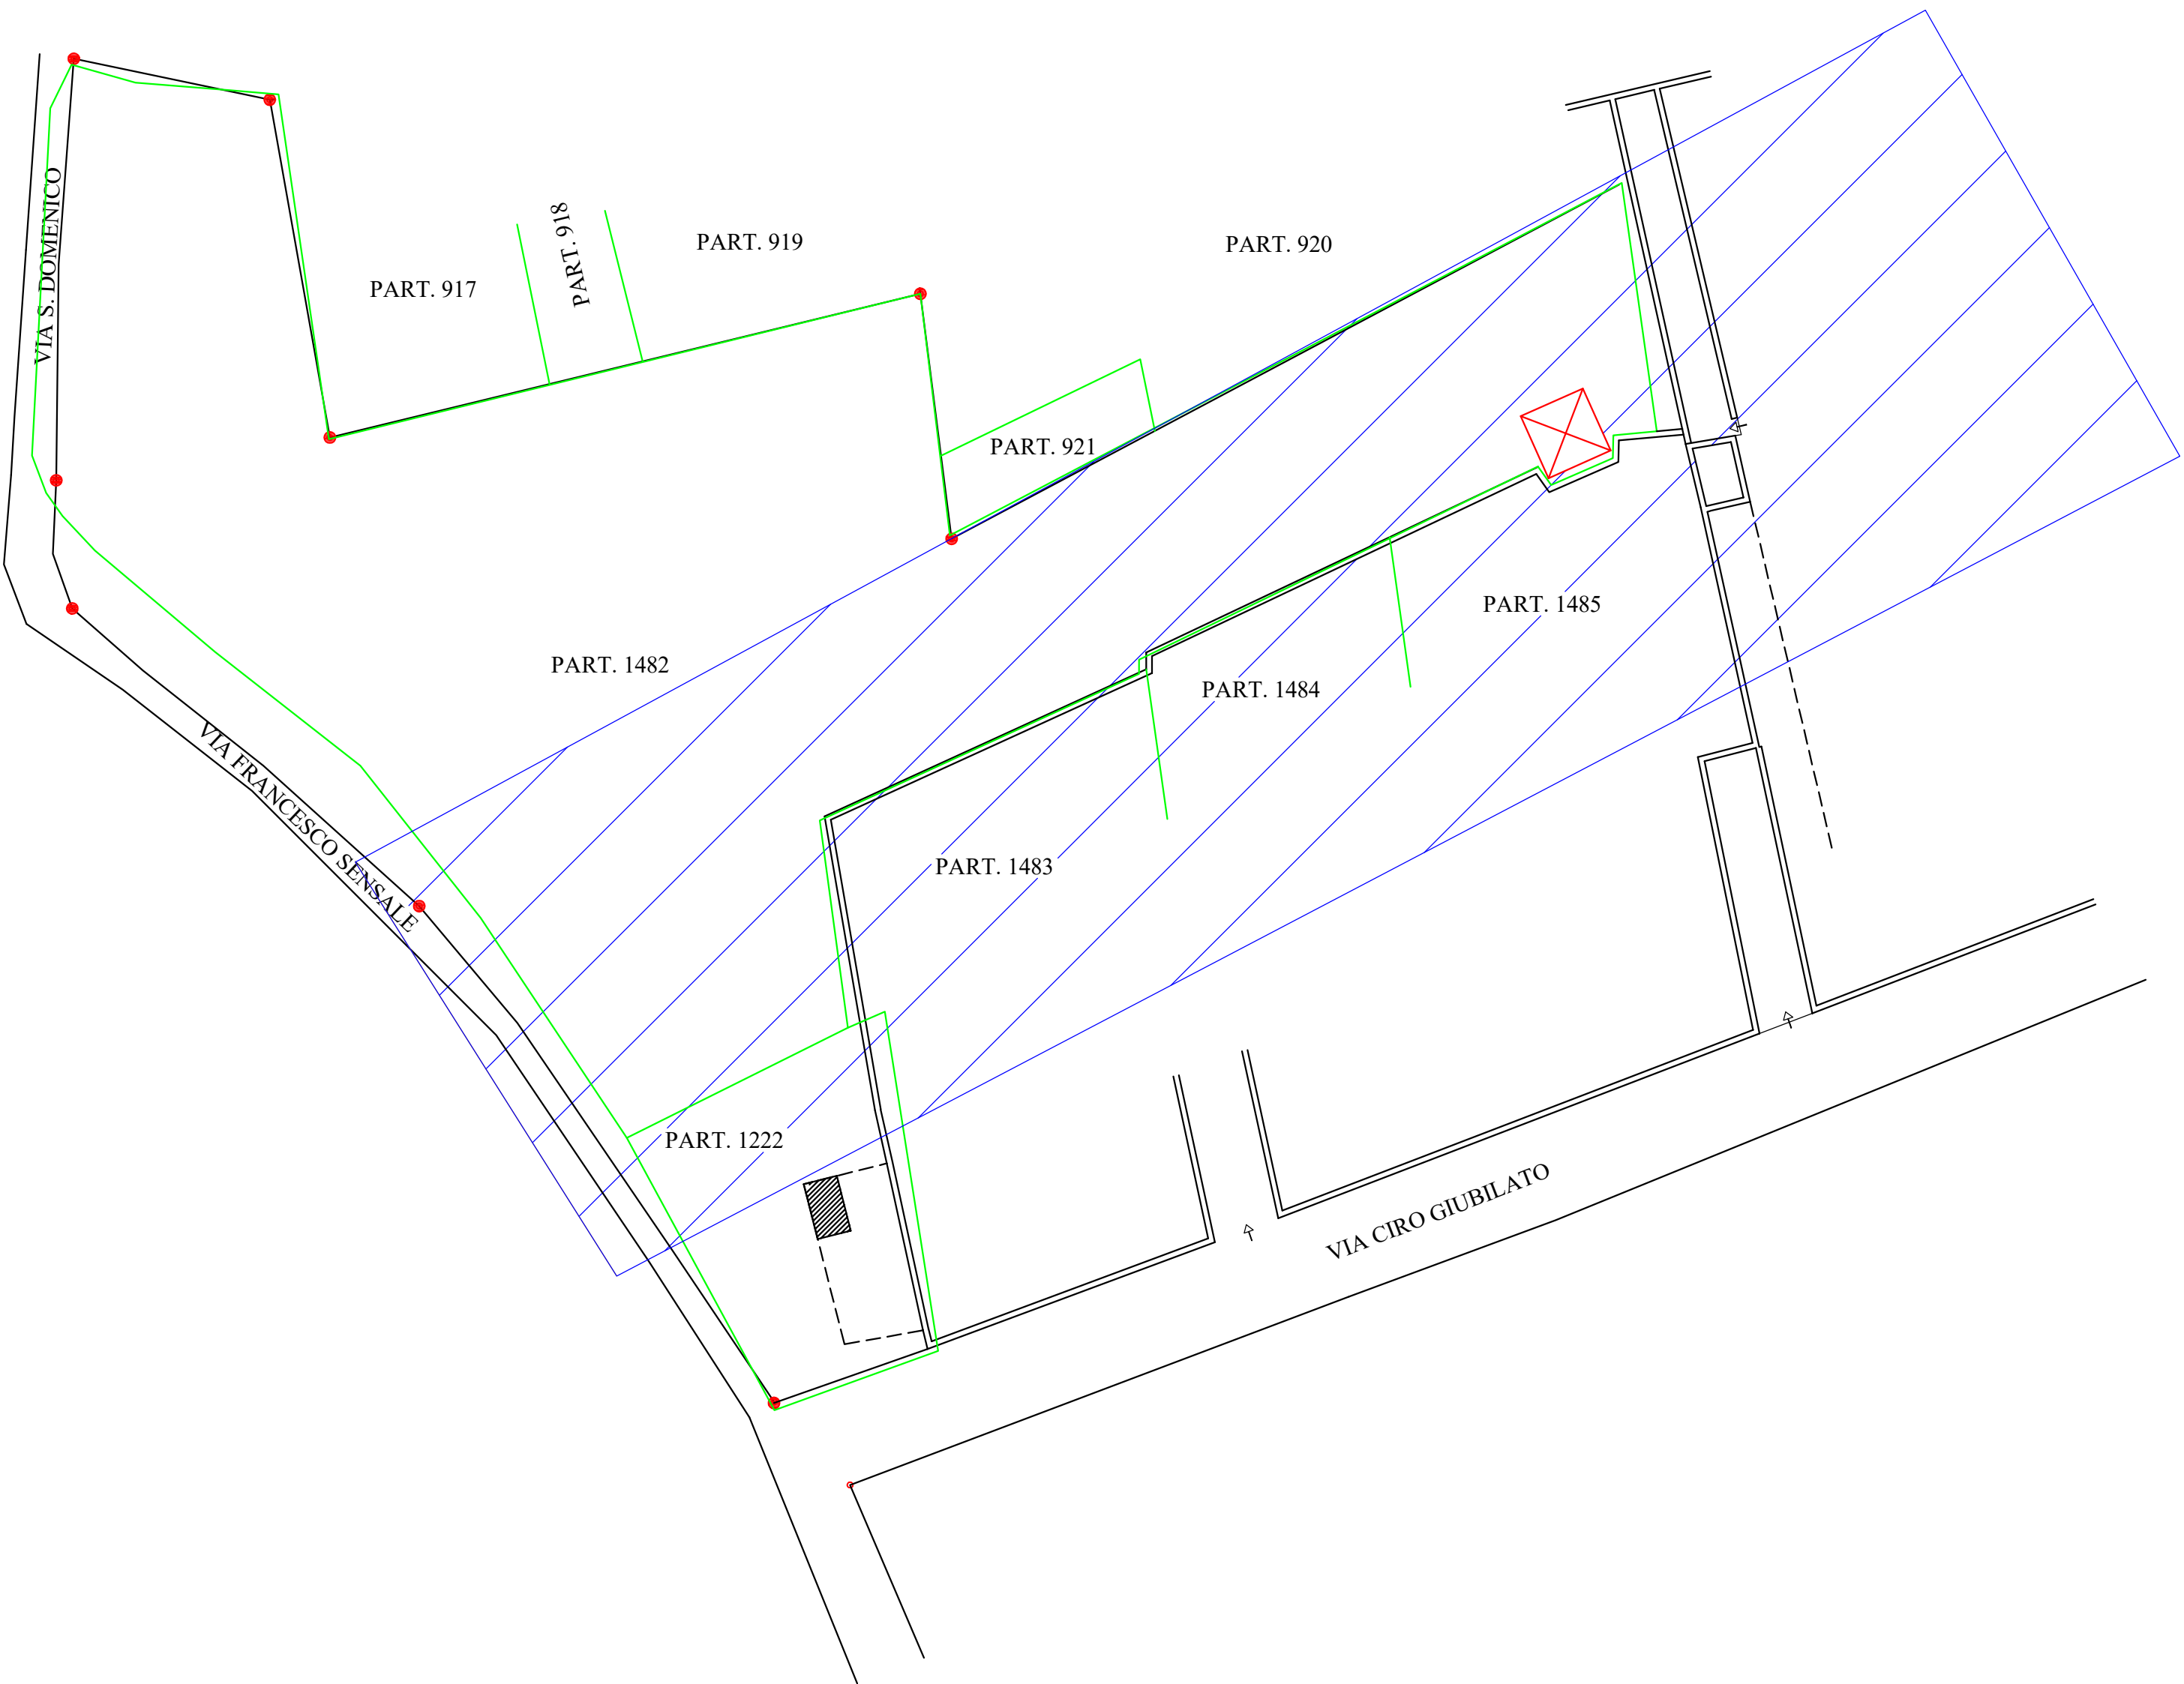 VIA S. DOMENICO
PART. 917
PART. 918
PART. 919
PART. 920
PART. 921
PART. 1482
PART. 1485
PART. 1484
VIA FRANCESCO SENSALE
PART. 1483
PART. 1222
VIA CIRO GIUBILATO